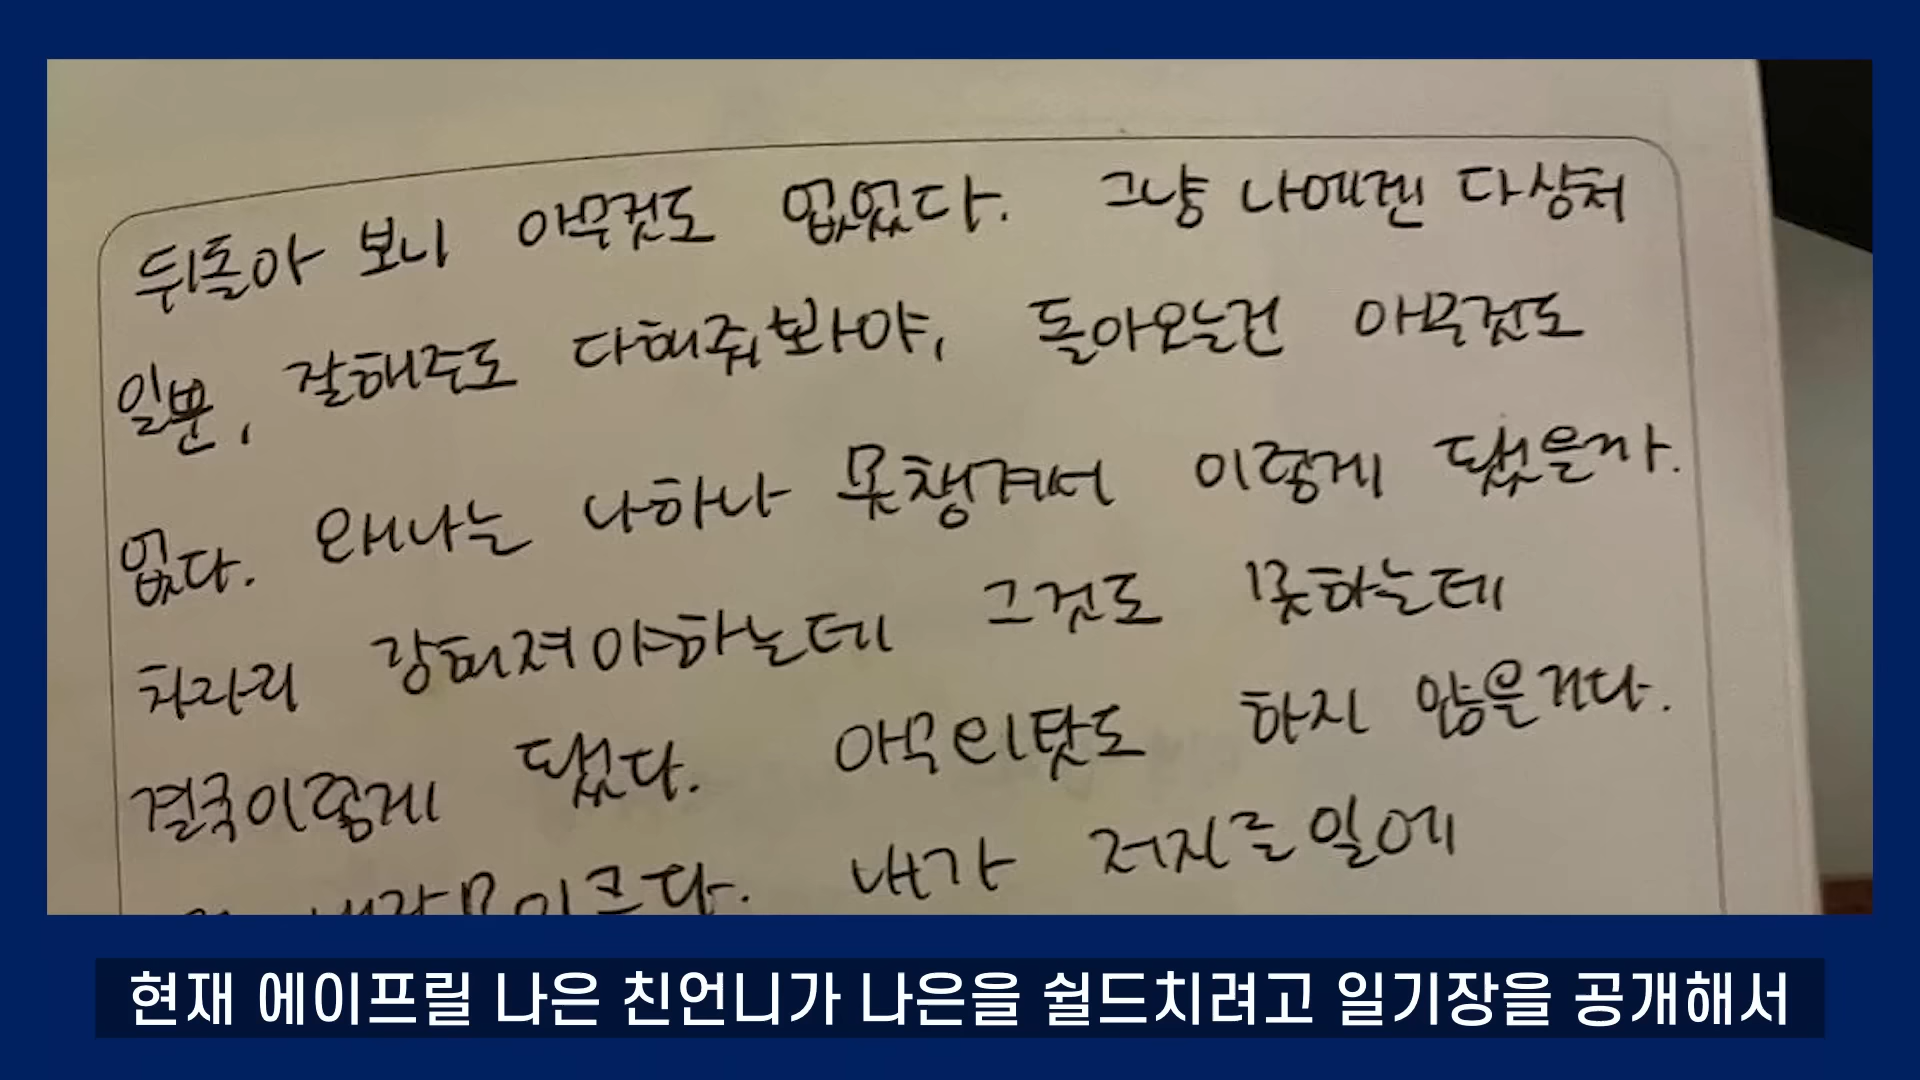 뒤돌아 보니 아무것도 없었다. 그냥 나에겐 다상처
일뿐, 잘해주도 다해줘봐야, 돌아오는건 아무것도
없다. 왜나는 나하나 못챙겨서 이렇게 됐을까.
차라리 강해져야하는데 그것도 못하는데
결국이렇게 됐다. 아무리탓도 하지 않을거다.
다. 내가 저지른일에
현재 에이프릴 나은 친언니가 나은을 쉴드치려고 일기장을 공개해서